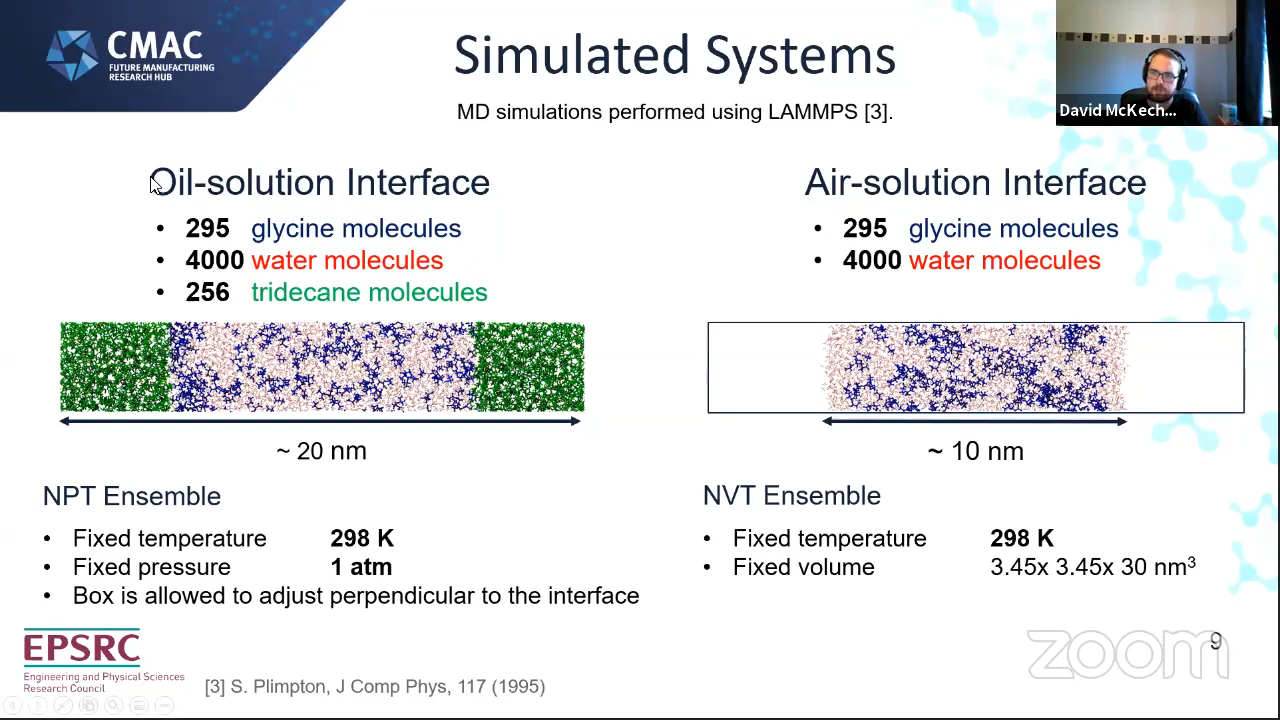 CMAC
FUTURE MANUFACTURING
RESEARCH HUB
Simulated Systems
MD simulations performed using LAMMPS [3].
David McKech...
Oil-solution Interface
• 295 glycine molecules
• 4000 water molecules
• 256 tridecane molecules
~ 20 nm
NPT Ensemble
• Fixed temperature 298 K
• Fixed pressure 1 atm
• Box is allowed to adjust perpendicular to the interface
Air-solution Interface
• 295 glycine molecules
• 4000 water molecules
~ 10 nm
NVT Ensemble
• Fixed temperature 298 K
• Fixed volume 3.45x 3.45x 30 nm³
EPSRC
Engineering and Physical Sciences
Research Council
[3] S. Plimpton, J Comp Phys, 117 (1995)
zoom
9